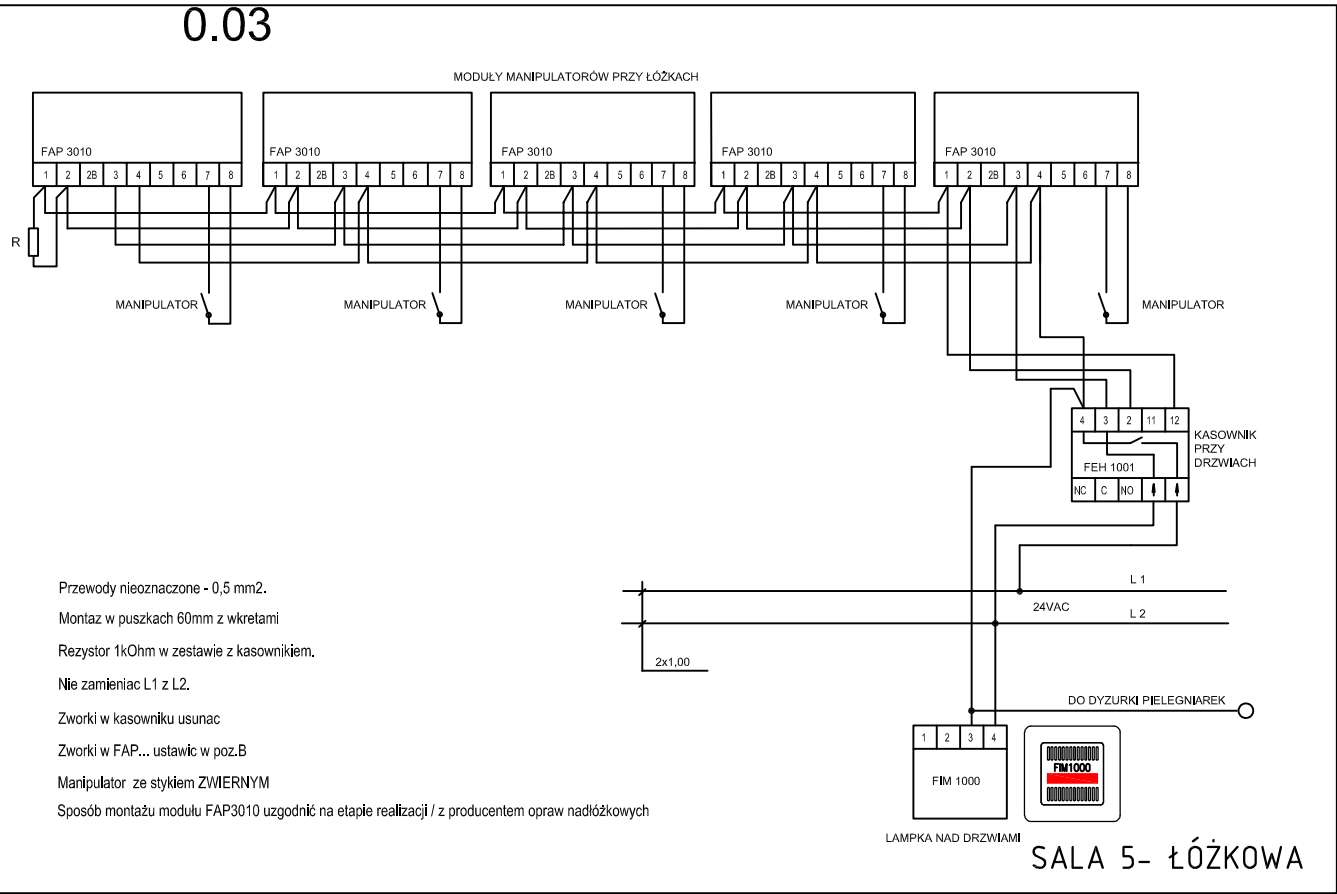 0.03
MODUŁY MANIPULATORÓW PRZY ŁÓŻKACH
FAP 3010
FAP 3010
FAP 3010
FAP 3010
FAP 3010
1 2 2B 3 4 5 6 7 8
1 2 2B 3 4 5 6 7 8
1 2 2B 3 4 5 6 7 8
1 2 2B 3 4 5 6 7 8
1 2 2B 3 4 5 6 7 8
R
MANIPULATOR
MANIPULATOR
MANIPULATOR
MANIPULATOR
MANIPULATOR
4 3 2 11 12
KASOWNIK
PRZY
DRZWIACH
FEH 1001
NC C NO
Przewody nieoznaczone - 0,5 mm2.
Montaz w puszkach 60mm z wkretami
Rezystor 1kOhm w zestawie z kasownikiem.
Nie zamieniac L1 z L2.
Zworki w kasowniku usunac
Zworki w FAP... ustawic w poz.B
Manipulator ze stykiem ZWIERNYM
Sposób montażu modułu FAP3010 uzgodnić na etapie realizacji / z producentem opraw nadłóżkowych
L 1
24VAC
L 2
2x1,00
DO DYZURKI PIELEGNIAREK
1 2 3 4
FIM 1000
FIM1000
LAMPKA NAD DRZWIAMI
SALA 5- ŁÓŻKOWA